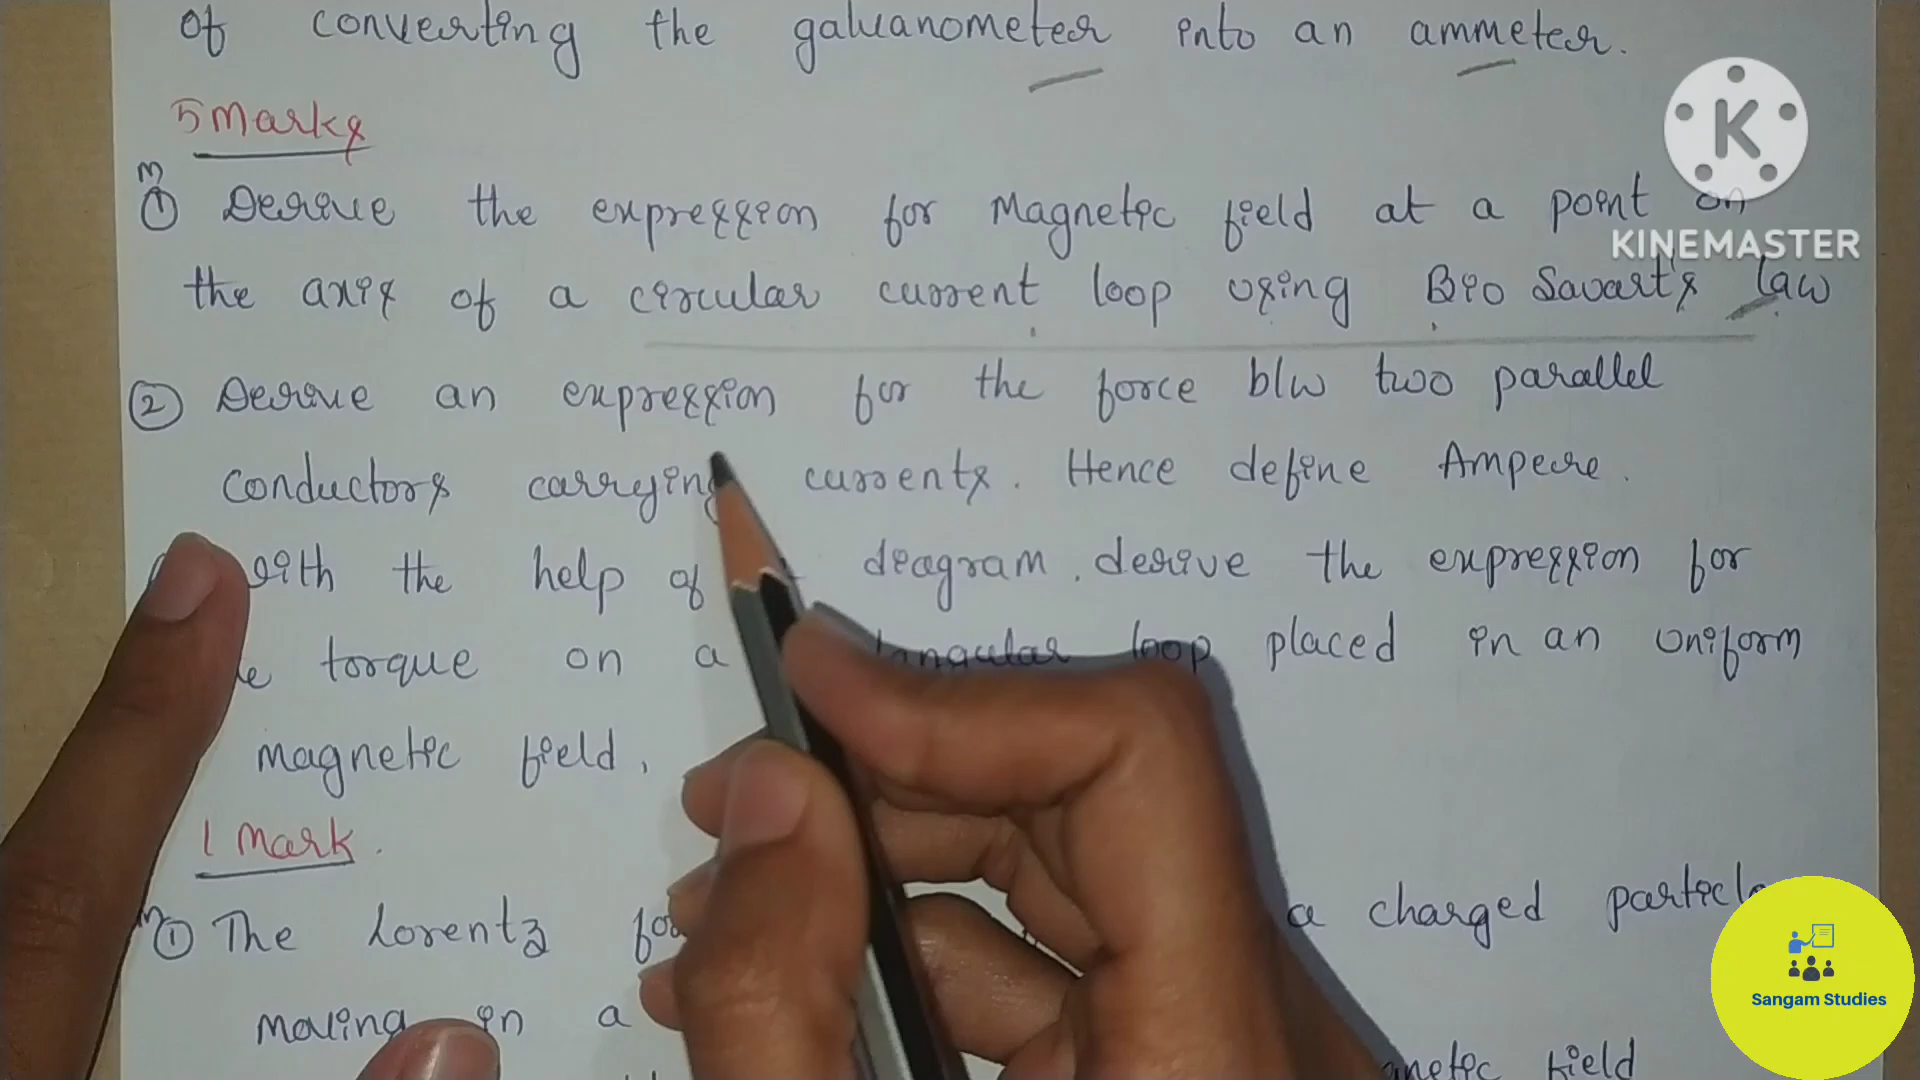 of converting the galvanometer into an ammeter.
5 Marks
m
① Derive the expression for Magnetic field at a point on
KINEMASTER
the axis of a circular current loop using Bio Savart's law
② Derive an expression for the force b/w two parallel
conductors carrying currents. Hence define Ampere.
with the help of diagram. derive the expression for
torque on a loop placed in an uniform
magnetic field.
1 Mark.
m
① The Lorentz a charged particle
moving in a
field
Sangam Studies